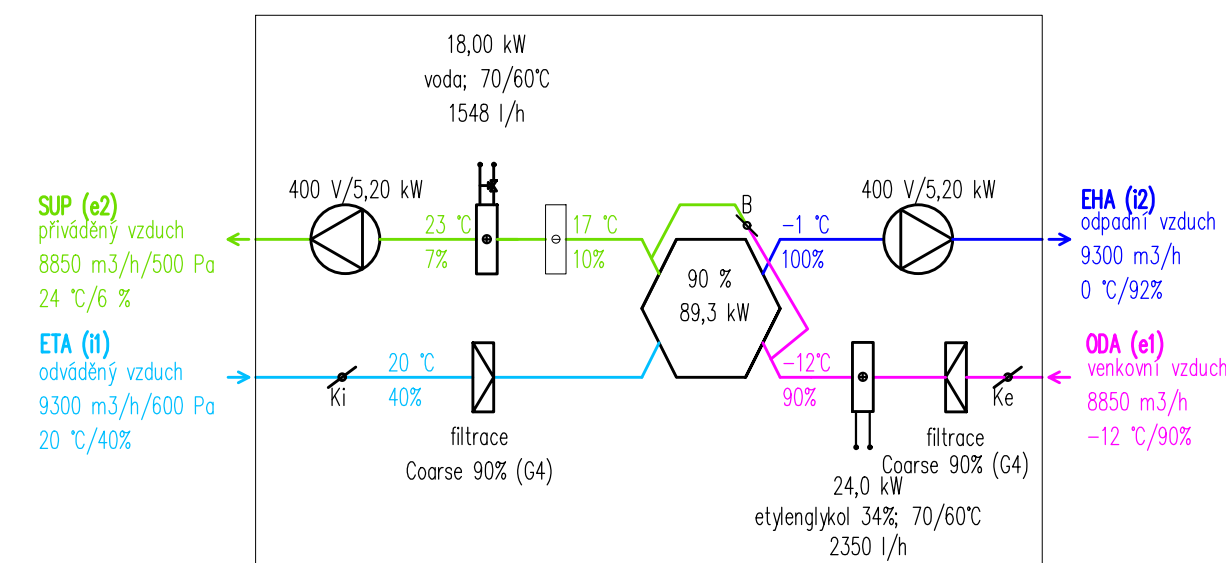 18,00 kW
voda; 70/60°C
1548 l/h
400 V/5,20 kW
400 V/5,20 kW
SUP (e2)
přiváděný vzduch
8850 m3/h/500 Pa
24 °C/6 %
23 °C
7%
17 °C
10%
B
-1 °C
100%
90 %
89,3 kW
EHA (i2)
odpadní vzduch
9300 m3/h
0 °C/92%
ETA (i1)
odváděný vzduch
9300 m3/h/600 Pa
20 °C/40%
Ki
20 °C
40%
filtrace
Coarse 90% (G4)
-12°C
90%
Ke
filtrace
Coarse 90% (G4)
24,0 kW
etylenglykol 34%; 70/60°C
2350 l/h
ODA (e1)
venkovní vzduch
8850 m3/h
-12 °C/90%